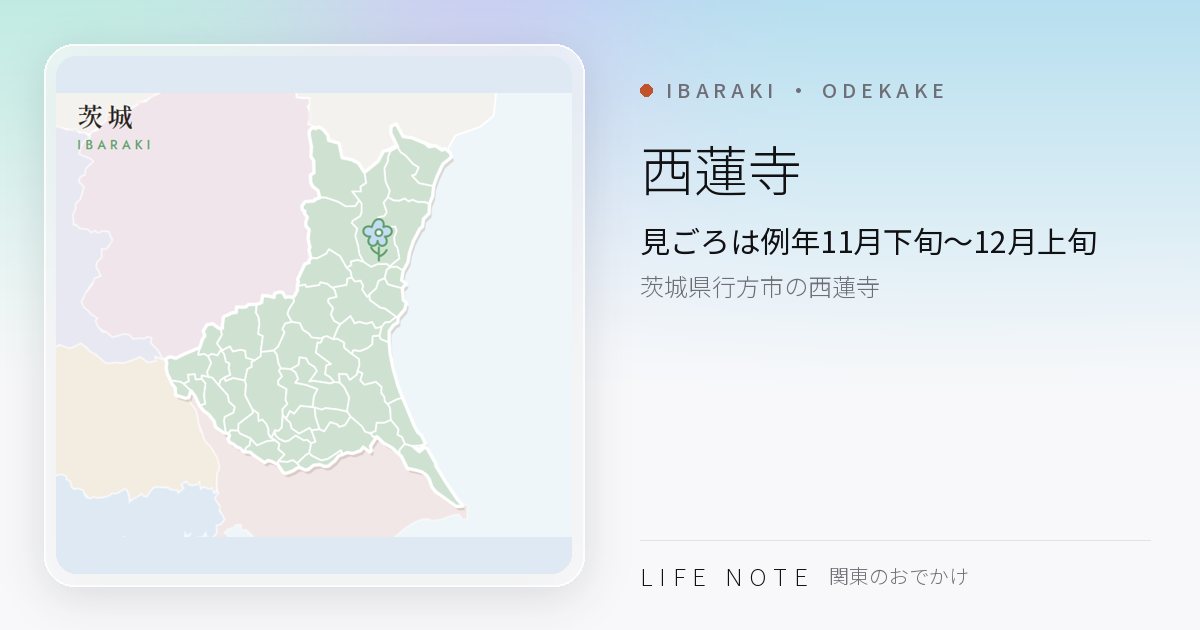 茨城
IBARAKI
IBARAKI • ODEKAKE
西蓮寺
見ごろは例年11月下旬〜12月上旬
茨城県行方市の西蓮寺
LIFE NOTE 関東のおでかけ